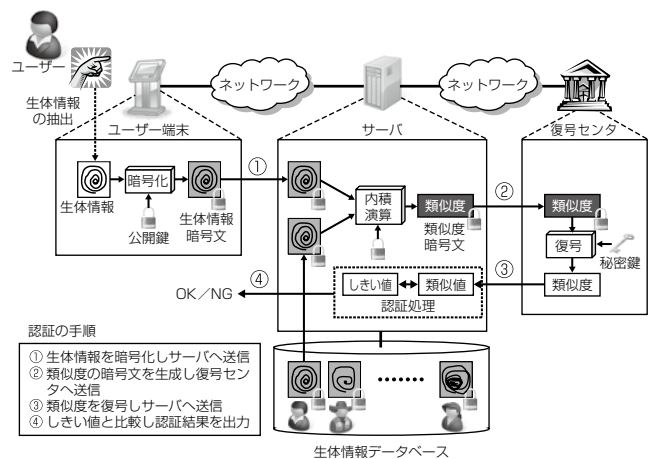 ユーザー
生体情報
の抽出
ネットワーク
ネットワーク
ユーザー端末
サーバ
復号センタ
生体情報
暗号化
公開鍵
生体情報
暗号文
①
内積
演算
類似度
類似度
暗号文
②
類似度
復号
秘密鍵
類似度
③
しきい値
類似値
認証処理
④
OK／NG
認証の手順
① 生体情報を暗号化しサーバへ送信
② 類似度の暗号文を生成し復号セン
タへ送信
③ 類似度を復号しサーバへ送信
④ しきい値と比較し認証結果を出力
生体情報データベース